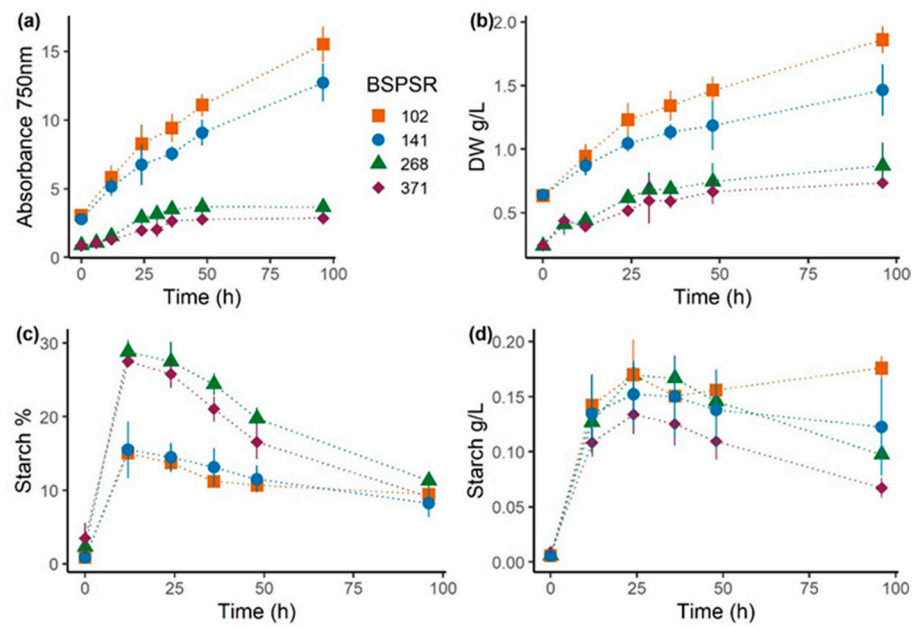 (a)
Absorbance 750nm
15
10
5
0
0 25 50 75 100
Time (h)
BSPSR
102
141
268
371
(b)
DW g/L
2.0
1.5
1.0
0.5
0 25 50 75 100
Time (h)
(c)
Starch %
30
20
10
0
0 25 50 75 100
Time (h)
(d)
Starch g/L
0.20
0.15
0.10
0.05
0.00
0 25 50 75 100
Time (h)